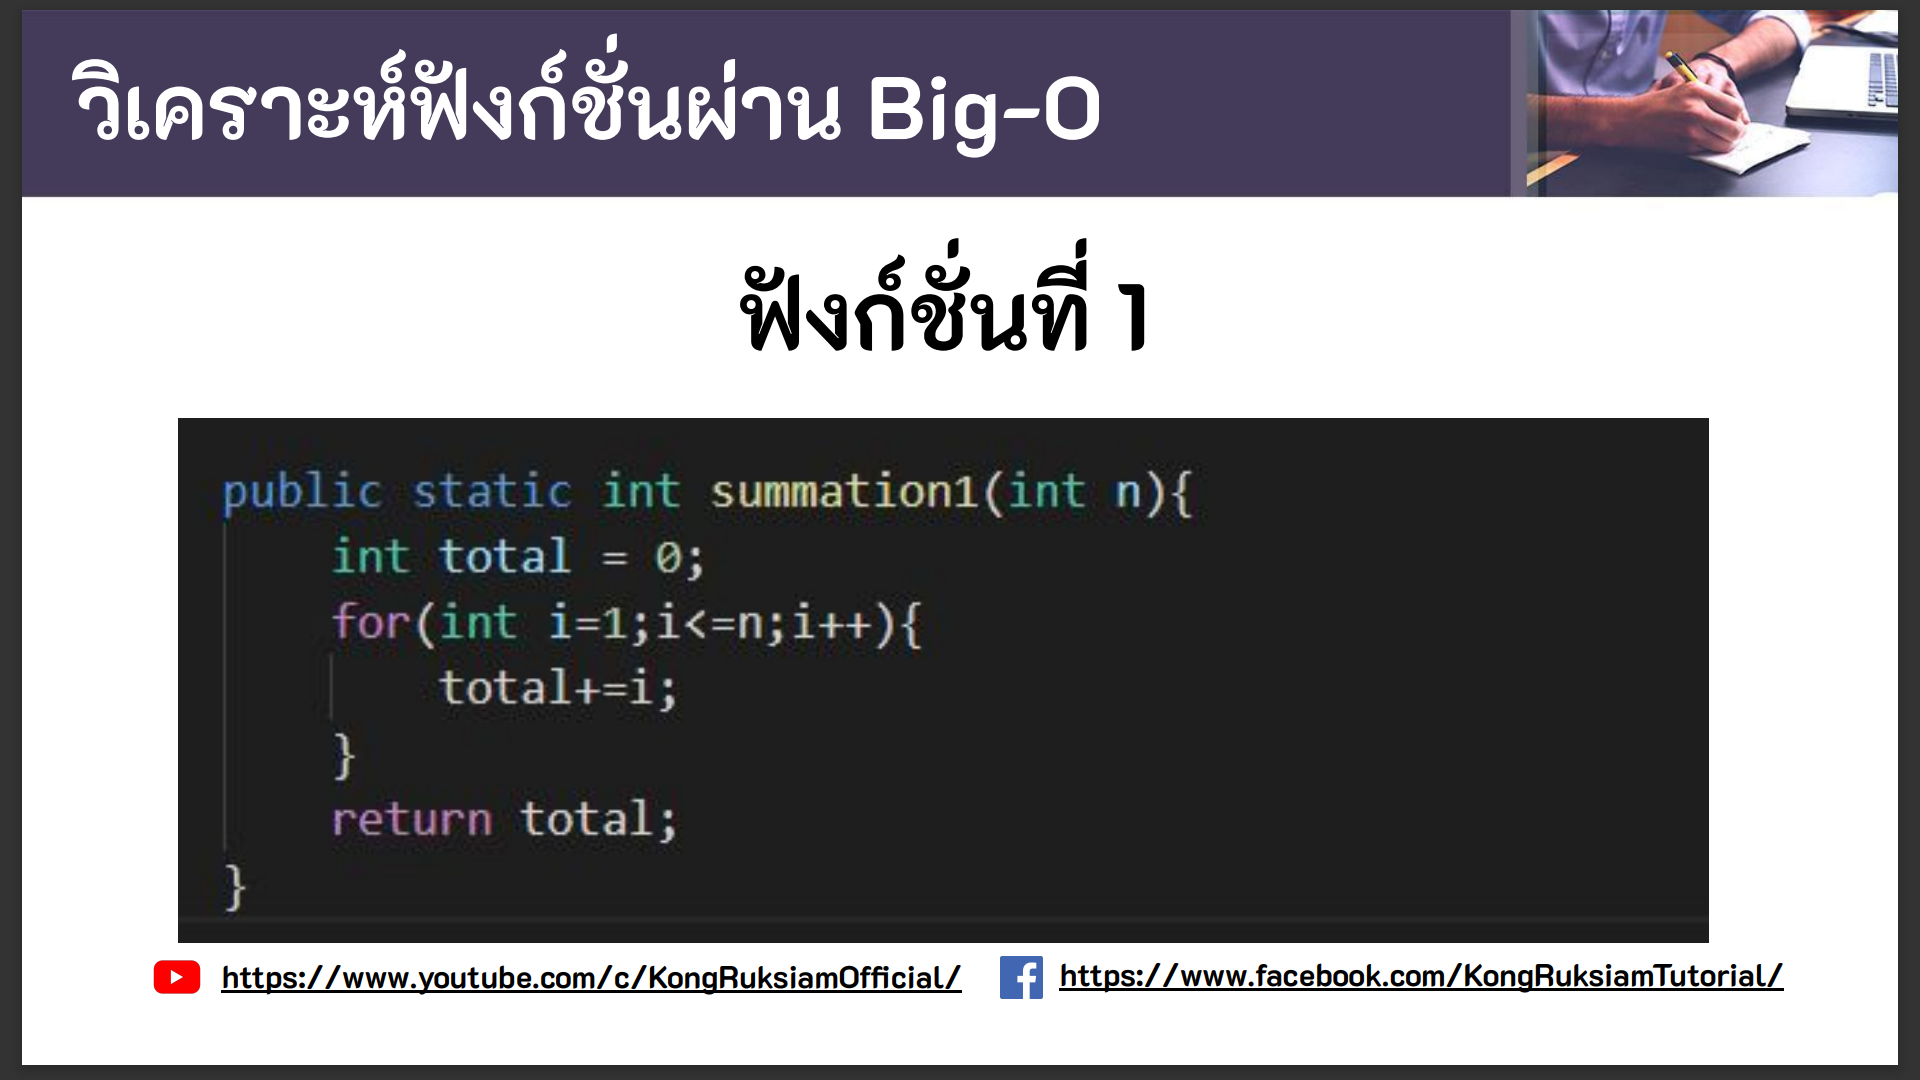 วิเคราะห์ฟังก์ชั่นผ่าน Big-O
ฟังก์ชั่นที่ 1
public static int summation1(int n){
    int total = 0;
    for(int i=1;i<=n;i++){
        total+=i;
    }
    return total;
}
https://www.youtube.com/c/KongRuksiamOfficial/
https://www.facebook.com/KongRuksiamTutorial/